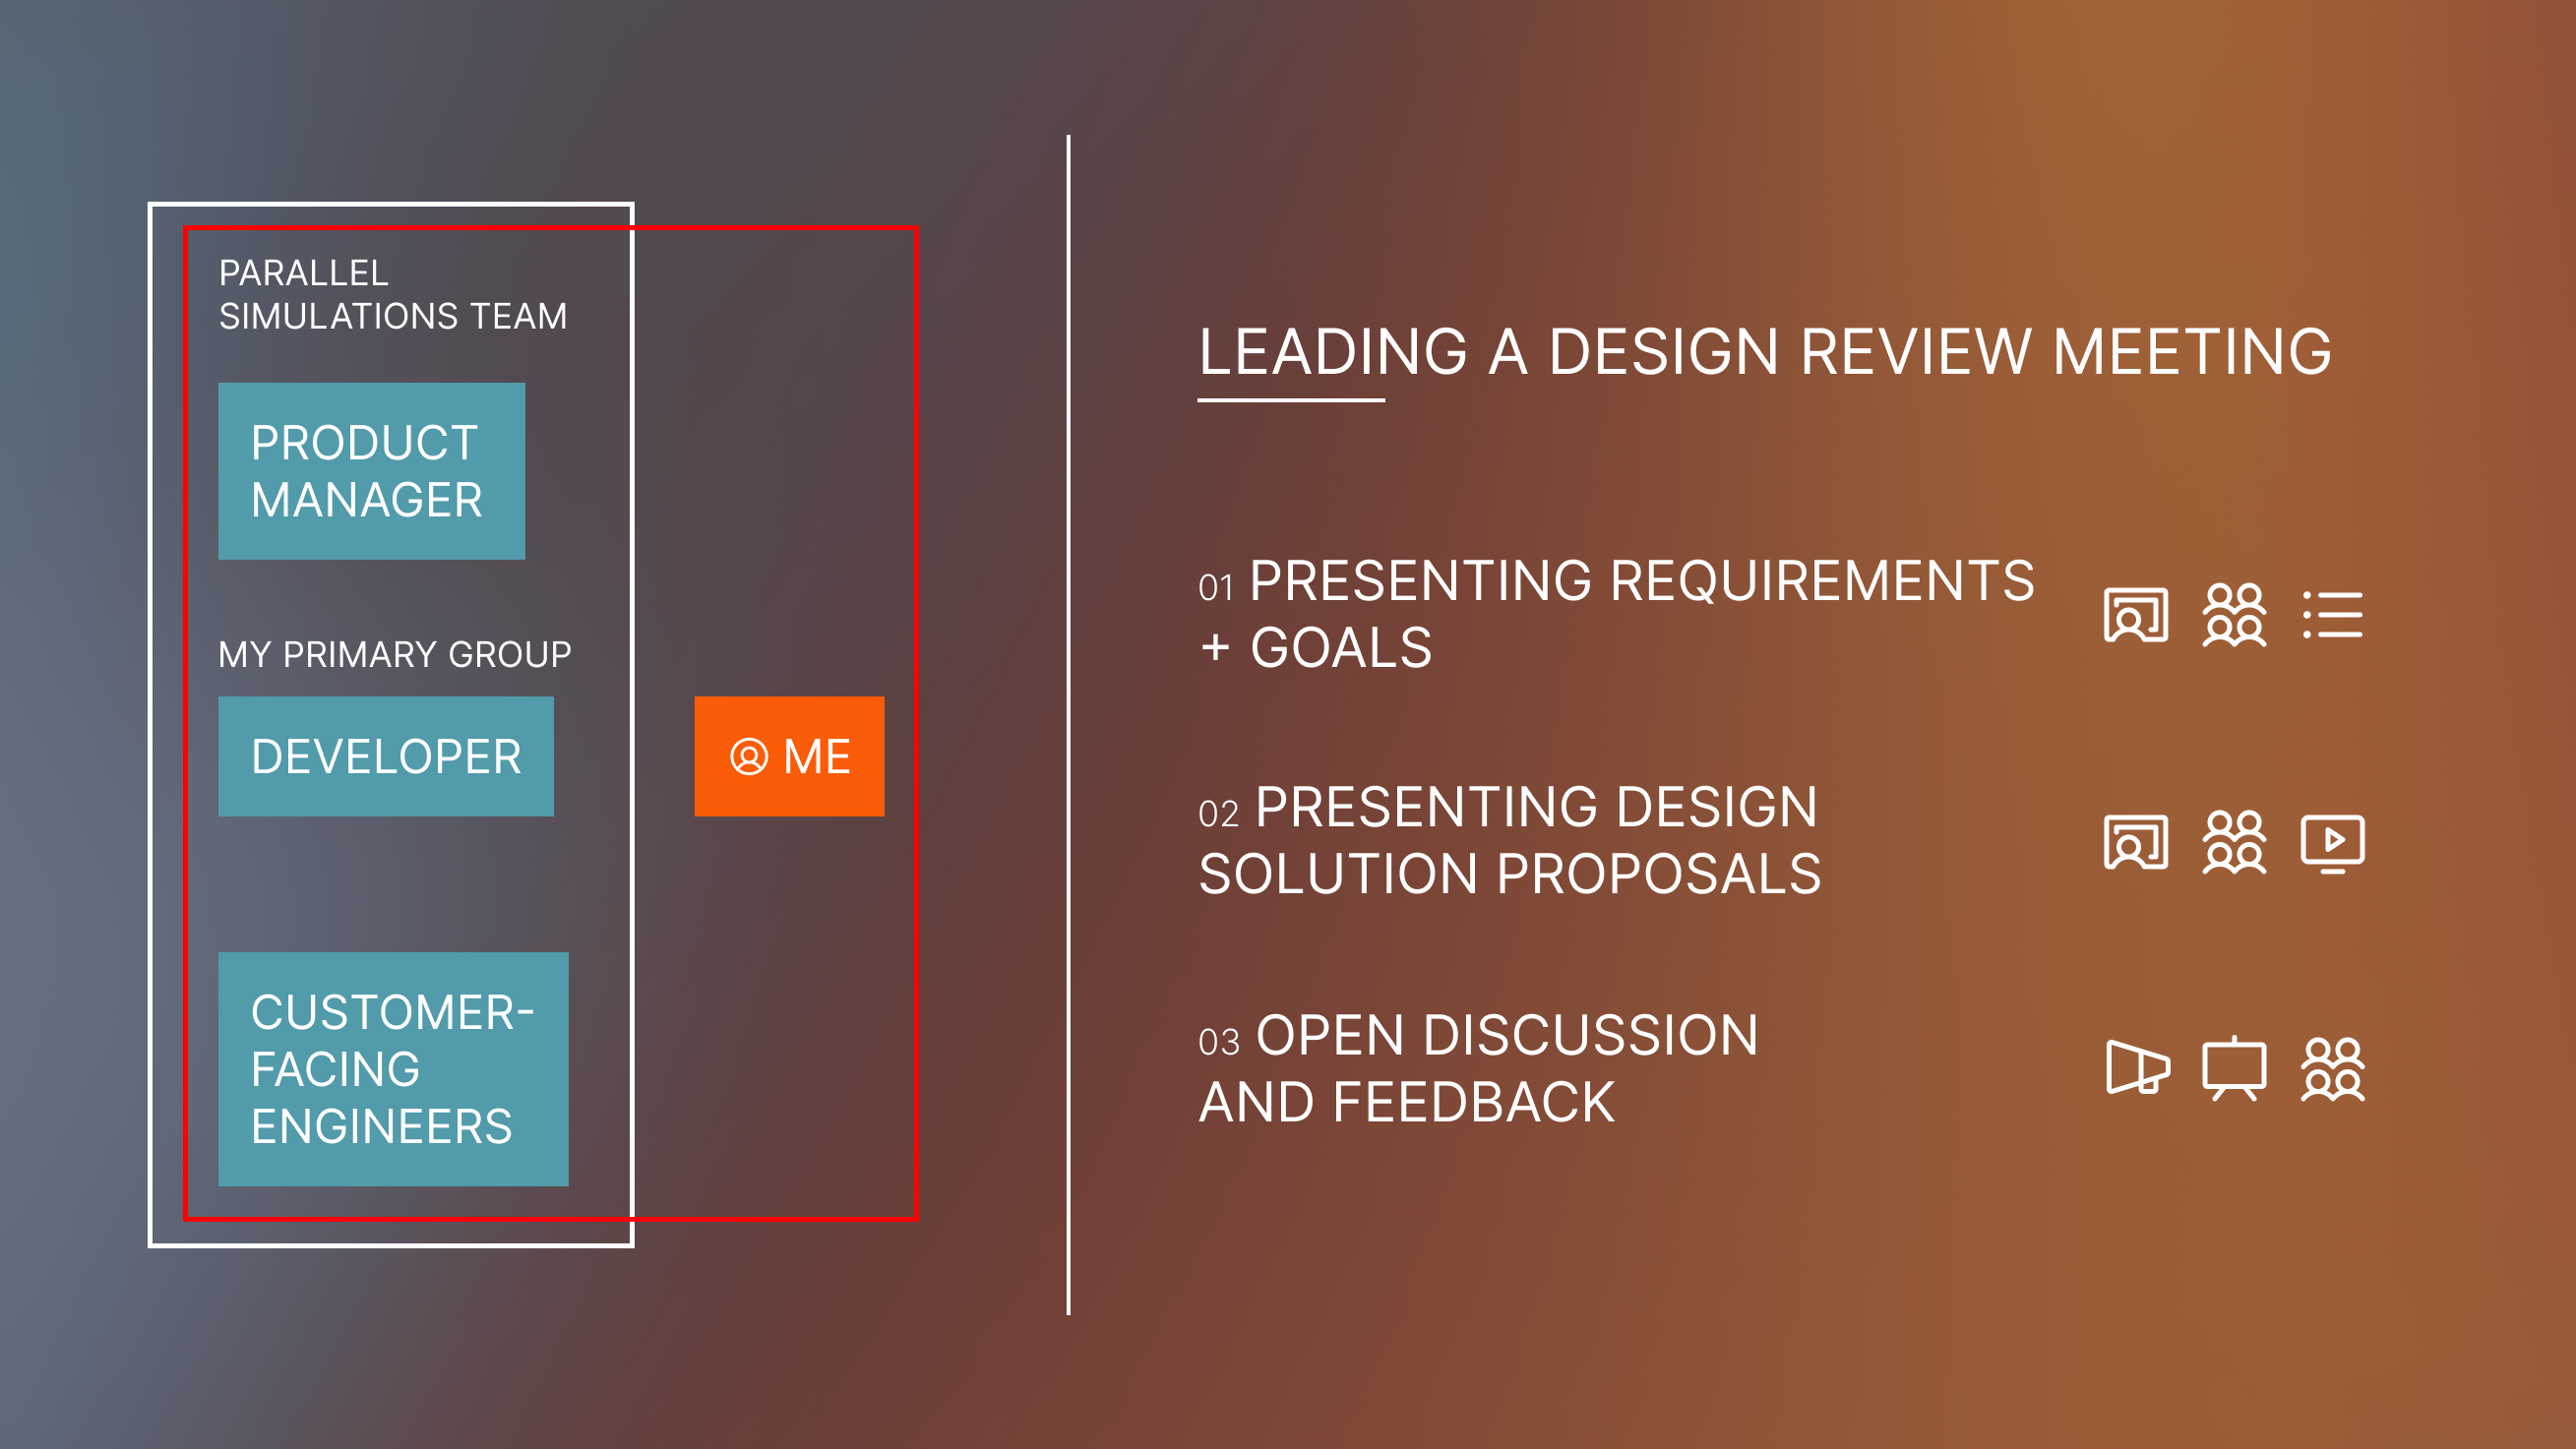 PARALLEL
SIMULATIONS TEAM
PRODUCT
MANAGER
MY PRIMARY GROUP
DEVELOPER
ME
CUSTOMER-
FACING
ENGINEERS
LEADING A DESIGN REVIEW MEETING
01 PRESENTING REQUIREMENTS
+ GOALS
02 PRESENTING DESIGN
SOLUTION PROPOSALS
03 OPEN DISCUSSION
AND FEEDBACK